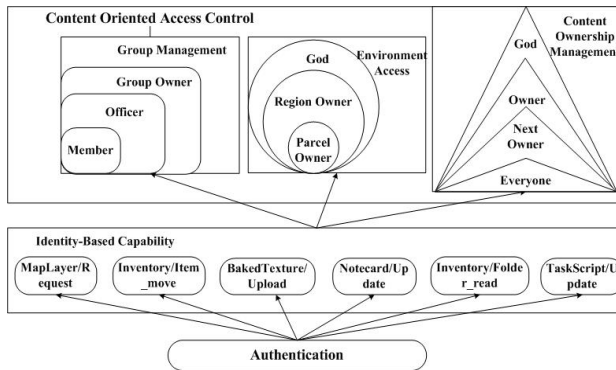 Content Oriented Access Control
Group Management
Group Owner
Officer
Member
Environment
Access
God
Region Owner
Parcel
Owner
Content
Ownership
Management
God
Owner
Next
Owner
Everyone
Identity-Based Capability
MapLayer/R
equest
Inventory/Item
_move
BakedTexture/
Upload
Notecard/Up
date
Inventory/Folde
r_read
TaskScript/U
pdate
Authentication